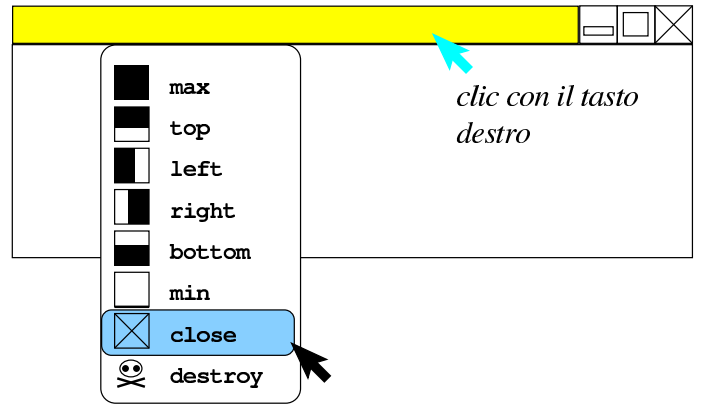 clic con il tasto
destro
max
top
left
right
bottom
min
close
destroy